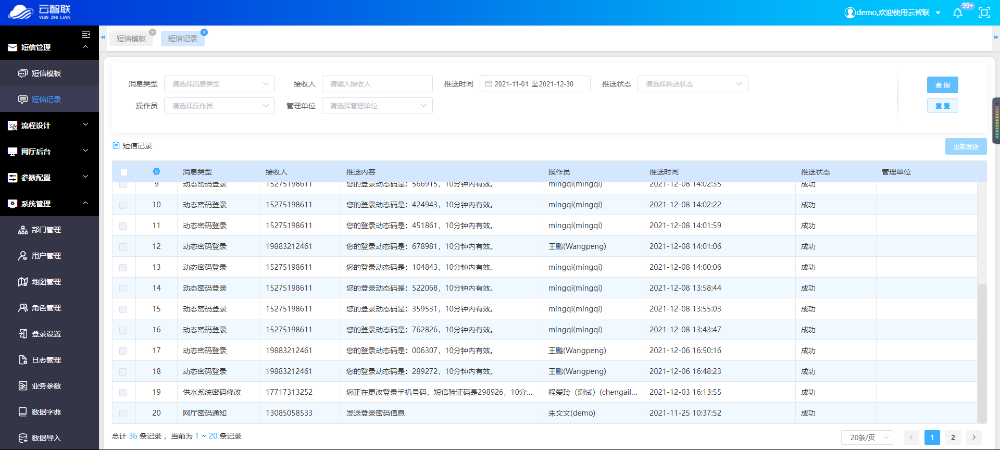 云智联
YUN ZHI LIAN
demo,欢迎使用云智联
99+
短信管理
短信模板
短信记录
流程设计
网厅后台
参数配置
系统管理
部门管理
用户管理
地图管理
角色管理
登录设置
日志管理
业务参数
数据字典
数据导入
短信模板
短信记录
消息类型 请选择消息类型 接收人 请输入接收人 推送时间 2021-11-01 至2021-12-30 推送状态 请选择推送状态
操作员 请选择操作员 管理单位 请选择管理单位
查 询
重 置
短信记录
重新发送
消息类型 接收人 推送内容 操作员 推送时间 推送状态 管理单位
9 动态密码登录 15275198611 您的登录动态码是：566915，10分钟内有效。 mingqi(mingqi) 2021-12-08 14:02:35 成功
10 动态密码登录 15275198611 您的登录动态码是：424943，10分钟内有效。 mingqi(mingqi) 2021-12-08 14:02:22 成功
11 动态密码登录 15275198611 您的登录动态码是：451861，10分钟内有效。 mingqi(mingqi) 2021-12-08 14:01:59 成功
12 动态密码登录 19883212461 您的登录动态码是：678981，10分钟内有效。 王鹏(Wangpeng) 2021-12-08 14:01:06 成功
13 动态密码登录 15275198611 您的登录动态码是：104843，10分钟内有效。 mingqi(mingqi) 2021-12-08 14:00:06 成功
14 动态密码登录 15275198611 您的登录动态码是：522068，10分钟内有效。 mingqi(mingqi) 2021-12-08 13:58:44 成功
15 动态密码登录 15275198611 您的登录动态码是：359531，10分钟内有效。 mingqi(mingqi) 2021-12-08 13:55:03 成功
16 动态密码登录 15275198611 您的登录动态码是：762826，10分钟内有效。 mingqi(mingqi) 2021-12-08 13:43:47 成功
17 动态密码登录 19883212461 您的登录动态码是：006307，10分钟内有效。 王鹏(Wangpeng) 2021-12-06 16:50:16 成功
18 动态密码登录 19883212461 您的登录动态码是：289272，10分钟内有效。 王鹏(Wangpeng) 2021-12-06 16:48:23 成功
19 供水系统密码修改 17717313252 您正在更改登录手机号码，短信验证码是298926，10分... 程爱玲（测试）(chengail... 2021-12-03 16:13:55 成功
20 网厅密码通知 13085058533 发送登录密码信息 朱文文(demo) 2021-11-25 10:37:52 成功
总计 36 条记录 ，当前为 1 ~ 20 条记录
20条/页
1
2